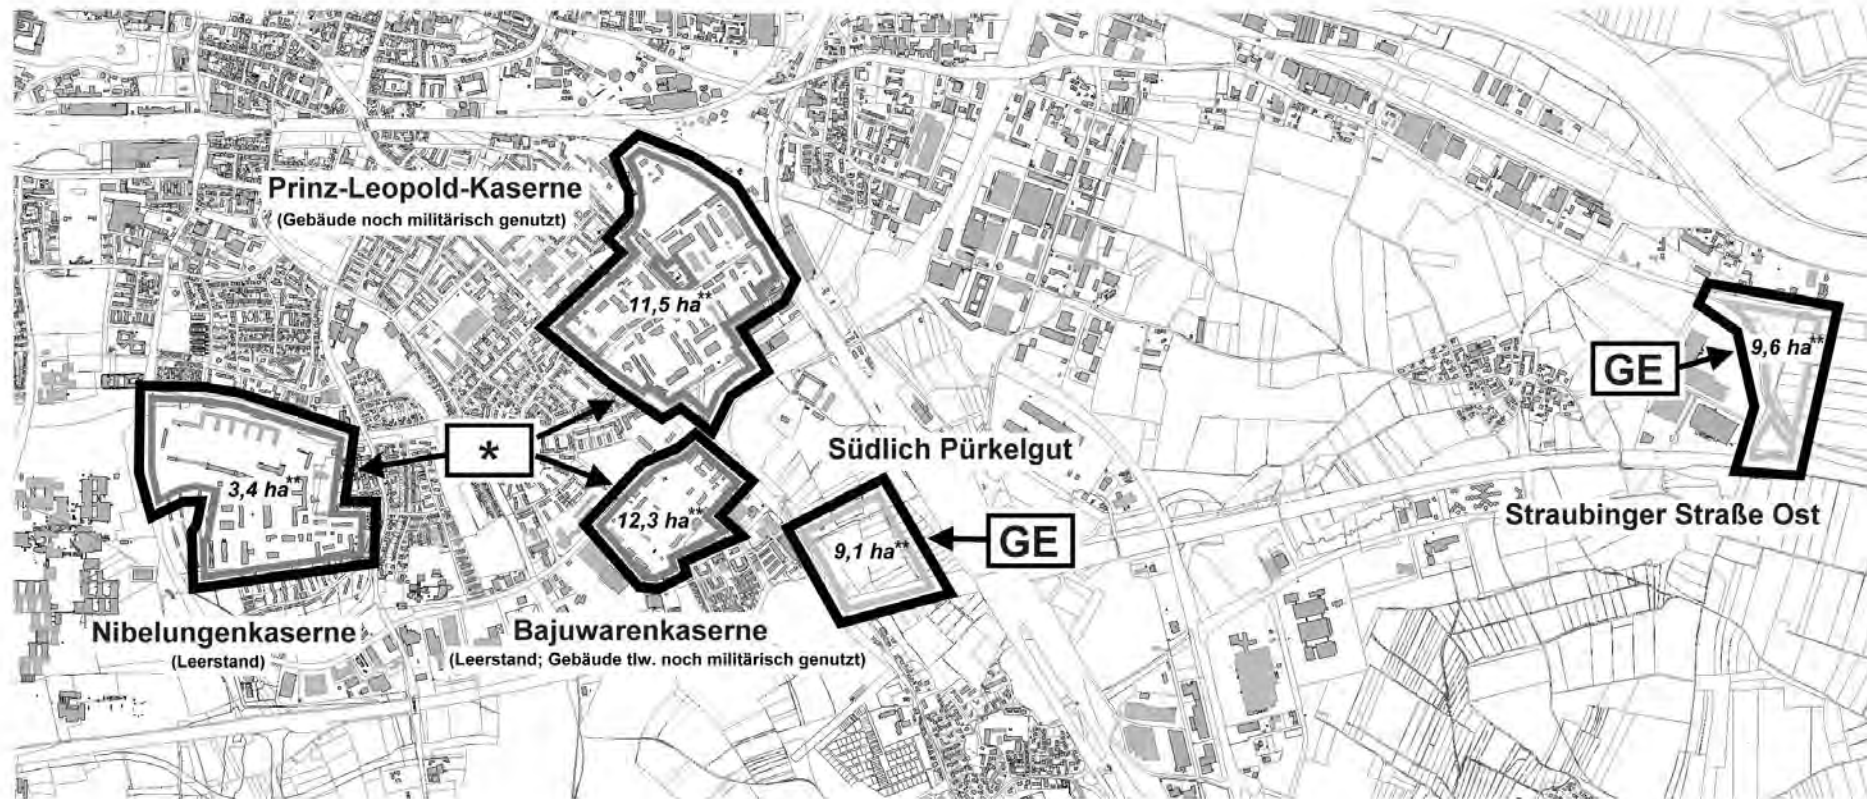 Prinz-Leopold-Kaserne
(Gebäude noch militärisch genutzt)
11,5 ha**
9,6 ha**
GE
*
Südlich Pürkelgut
3,4 ha**
12,3 ha**
9,1 ha**
GE
Straubinger Straße Ost
Nibelungenkaserne
(Leerstand)
Bajuwarenkaserne
(Leerstand; Gebäude tlw. noch militärisch genutzt)